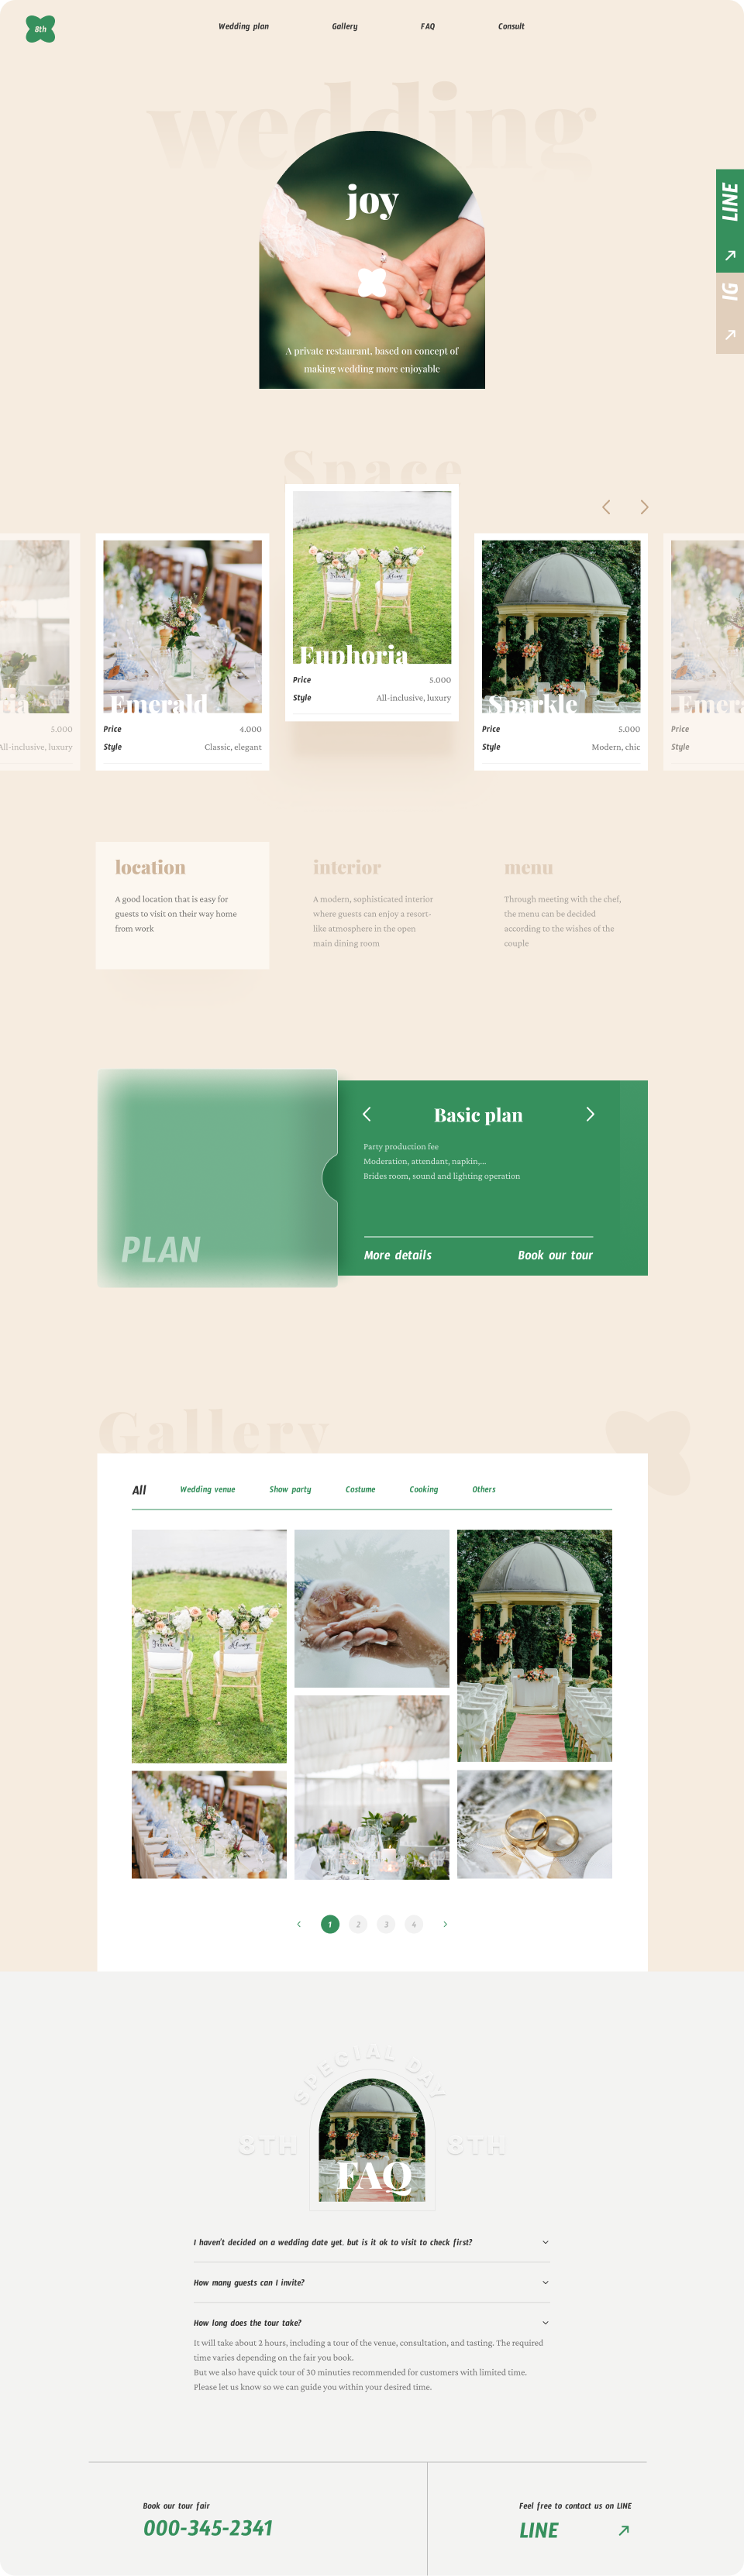 8th
Wedding plan
Gallery
FAQ
Consult
wedding
joy
A private restaurant, based on concept of
making wedding more enjoyable
LINE
IG
Space
5.000
All-inclusive, luxury
Emerald
Price 4.000
Style Classic, elegant
Euphoria
Price 5.000
Style All-inclusive, luxury
Sparkle
Price 5.000
Style Modern, chic
Price
Style
location
A good location that is easy for
guests to visit on their way home
from work
interior
A modern, sophisticated interior
where guests can enjoy a resort-
like atmosphere in the open
main dining room
menu
Through meeting with the chef,
the menu can be decided
according to the wishes of the
couple
PLAN
Basic plan
Party production fee
Moderation, attendant, napkin,...
Brides room, sound and lighting operation
More details
Book our tour
Gallery
All
Wedding venue
Show party
Costume
Cooking
Others
1
2
3
4
SPECIAL DAY
8TH
8TH
FAQ
I haven't decided on a wedding date yet, but is it ok to visit to check first?
How many guests can I invite?
How long does the tour take?
It will take about 2 hours, including a tour of the venue, consultation, and tasting. The required
time varies depending on the fair you book.
But we also have quick tour of 30 minuties recommended for customers with limited time.
Please let us know so we can guide you within your desired time.
Book our tour fair
000-345-2341
Feel free to contact us on LINE
LINE